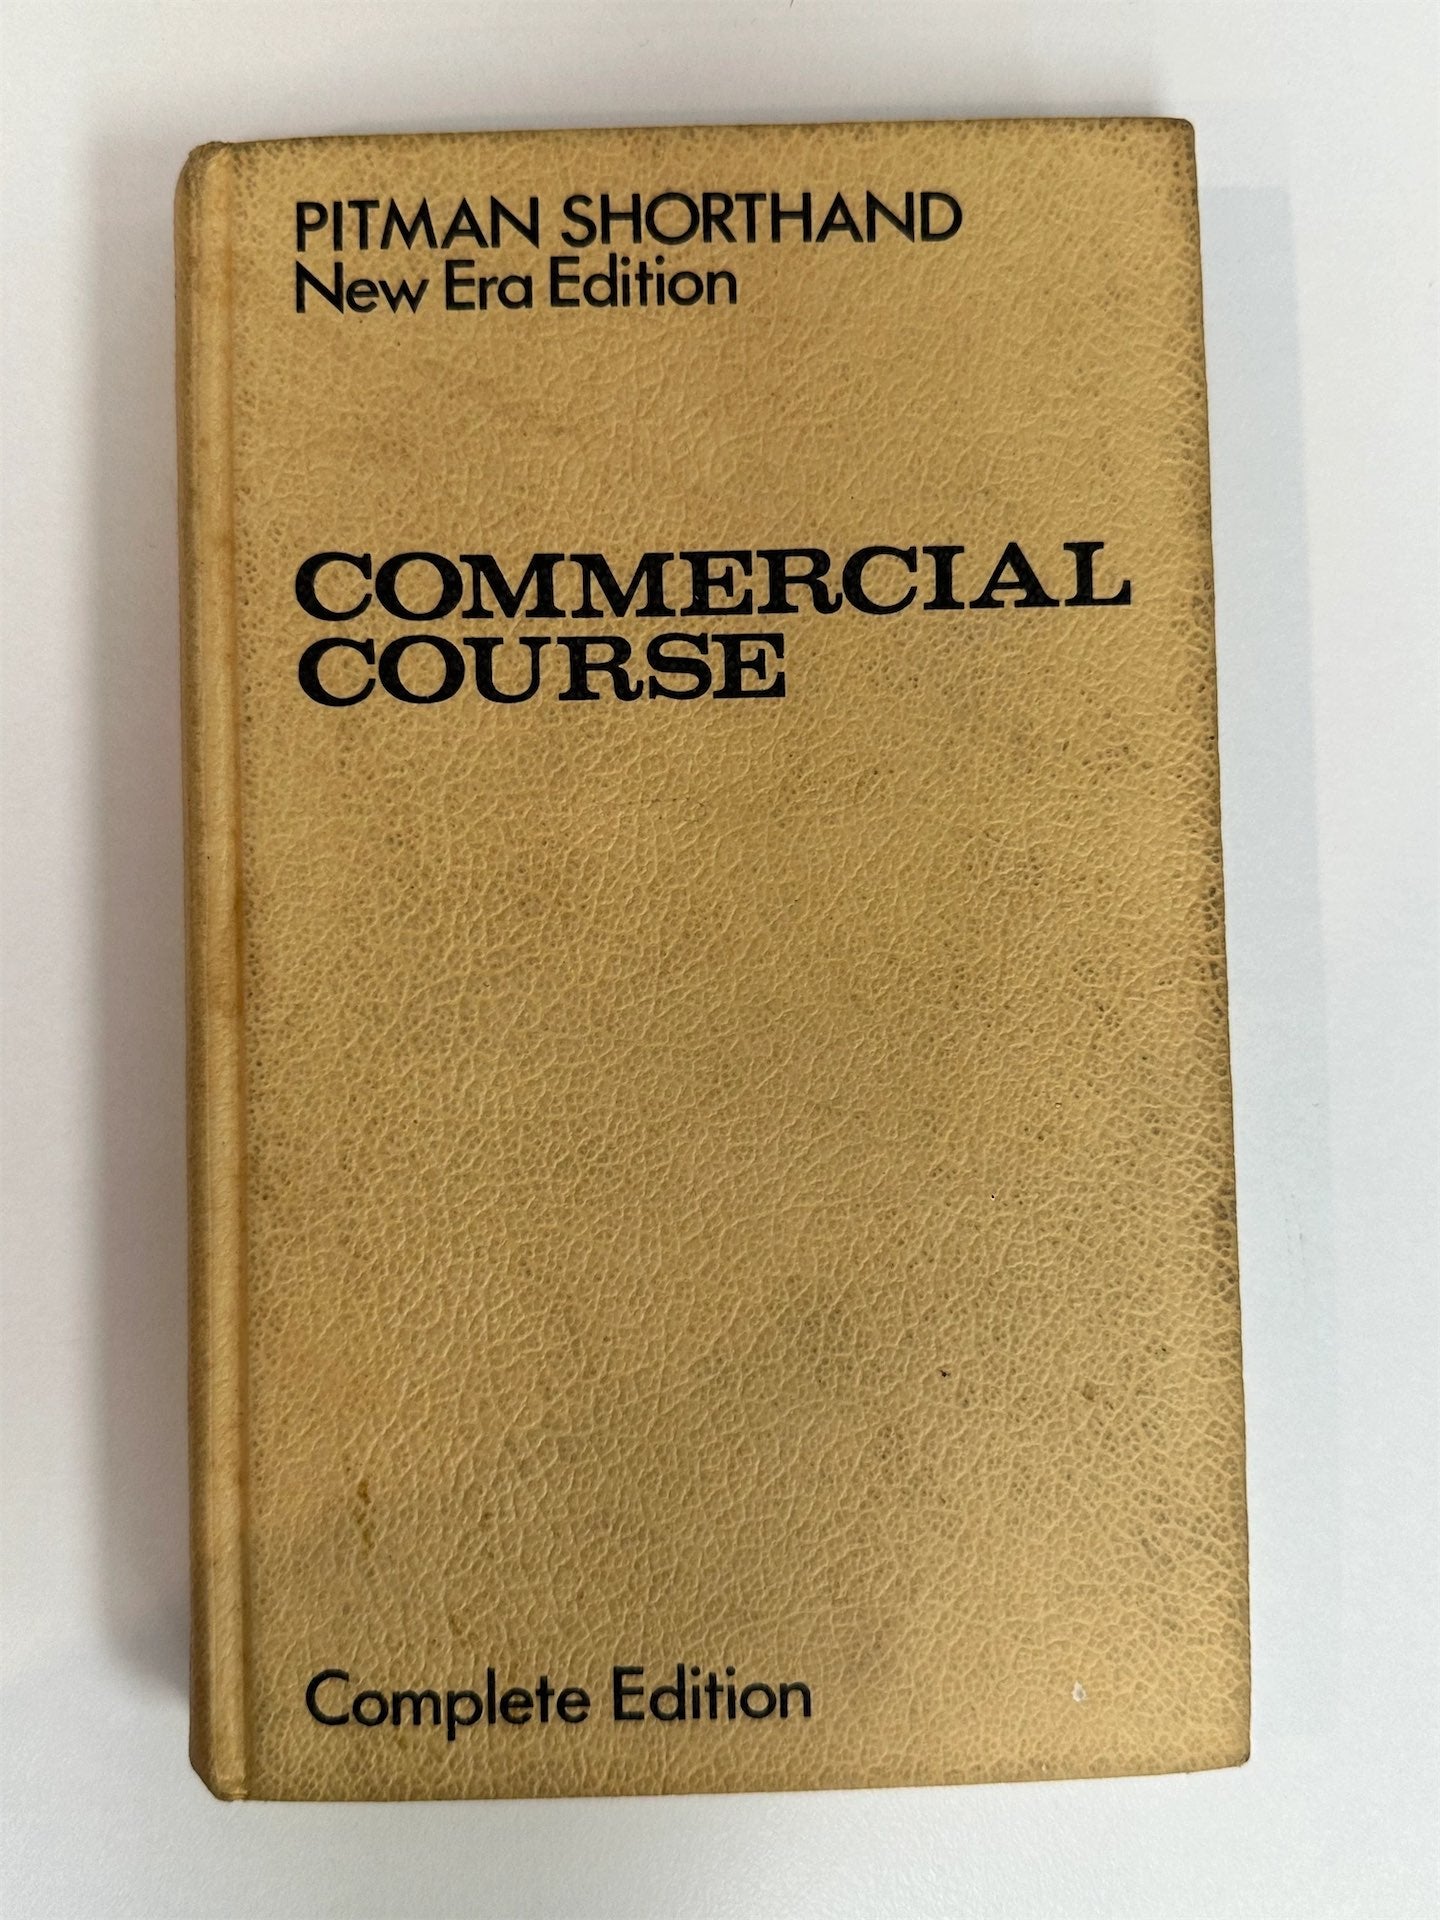 PITMAN SHORTHAND
New Era Edition
COMMERCIAL
COURSE
Complete Edition